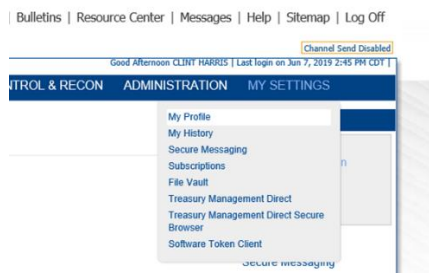 | Bulletins | Resource Center | Messages | Help | Sitemap | Log Off
Channel Send Disabled
Good Afternoon CLINT HARRIS | Last login on Jun 7, 2019 2:45 PM CDT |
NTROL & RECON ADMINISTRATION MY SETTINGS
My Profile
My History
Secure Messaging
Subscriptions
n
File Vault
Treasury Management Direct
Treasury Management Direct Secure
Browser
Software Token Client
Secure Messaging